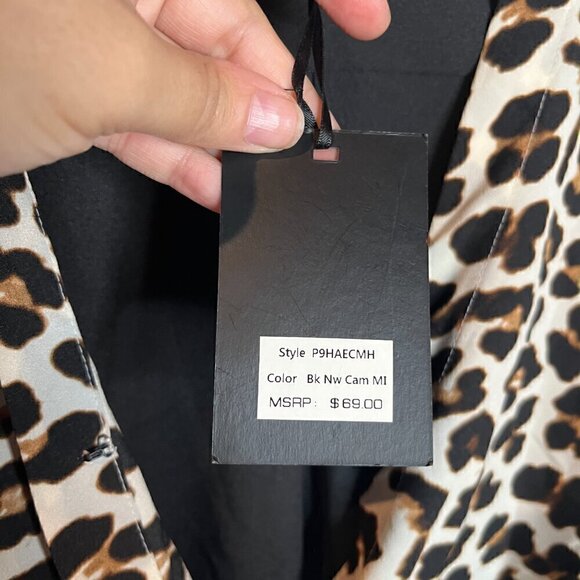 Style P9HAECMH
Color Bk Nw Cam MI
MSRP: $69.00